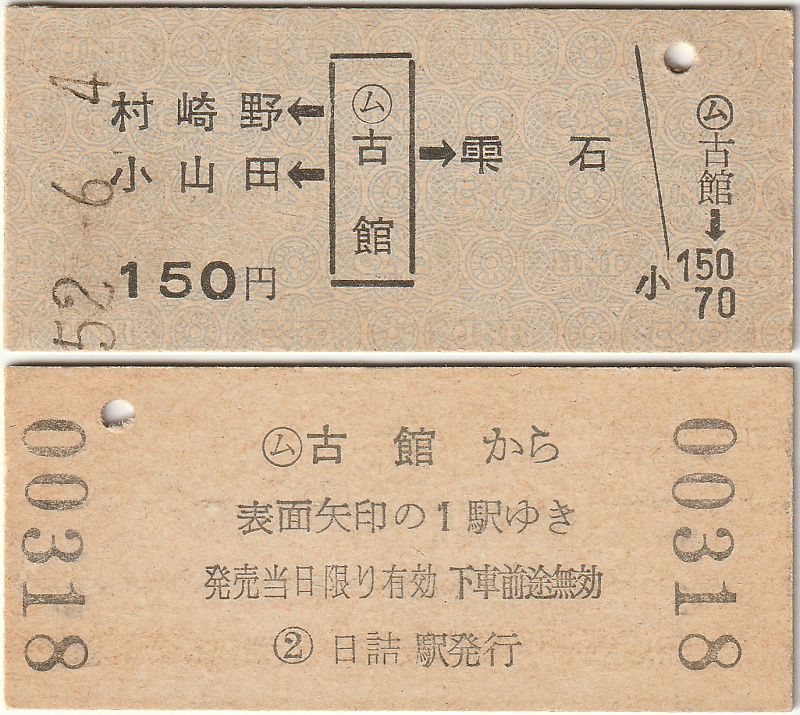 52.-6.-4
村崎野←
小山田←
㋰古館
→雫石
150円
㋰古館
↓
150
小 70
00318
㋰古館から
表面矢印の1駅ゆき
発売当日限り有効 下車前途無効
②日詰駅発行
00318